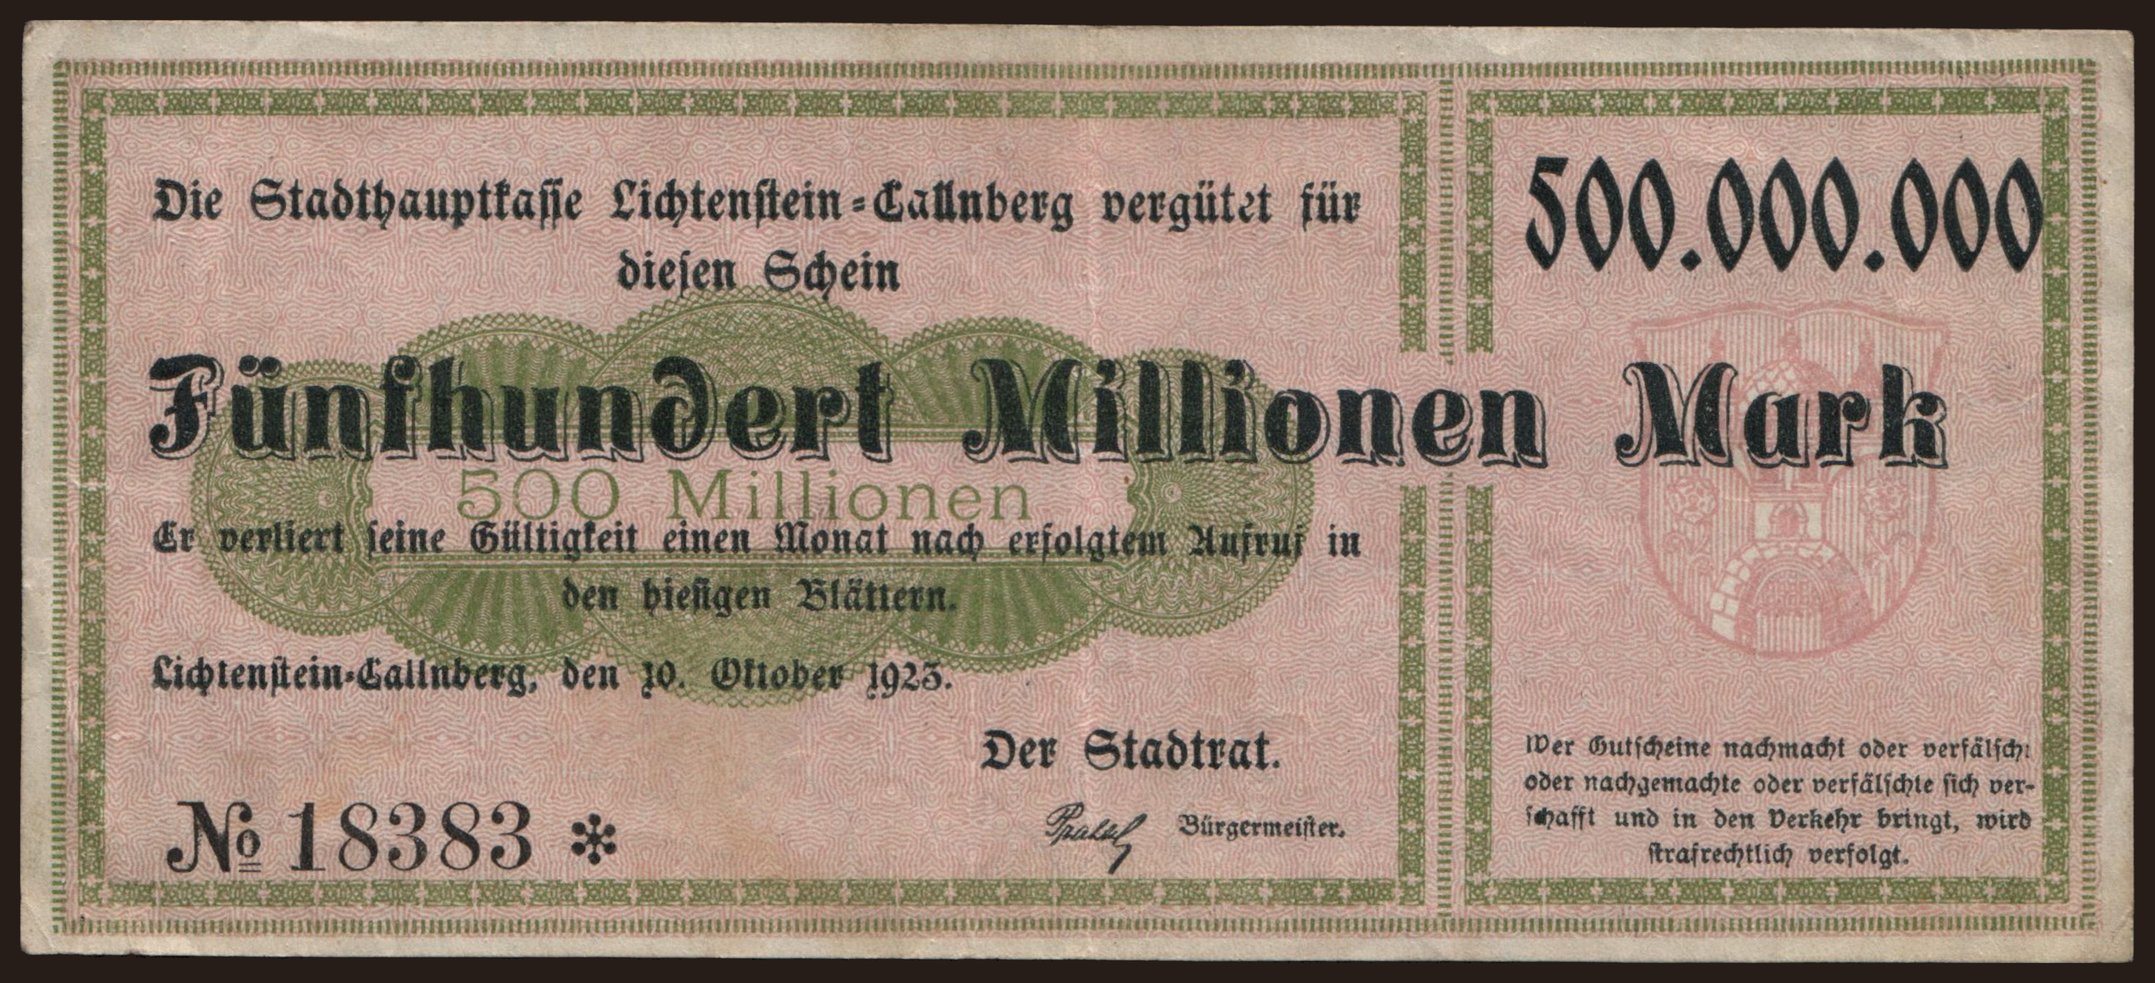 Die Stadthauptkasse Lichtenstein=Callnberg vergütet für
diesen Schein
500.000.000
Fünfhundert Millionen Mark
500 Millionen
Er verliert seine Gültigkeit einen Monat nach erfolgtem Aufruf in
den hiesigen Blättern.
Lichtenstein=Callnberg, den 10. Oktober 1923.
Der Stadtrat.
Bürgermeister.
№ 18383 *
Wer Gutscheine nachmacht oder verfälscht
oder nachgemachte oder verfälschte sich ver-
schafft und in den Verkehr bringt, wird
strafrechtlich verfolgt.